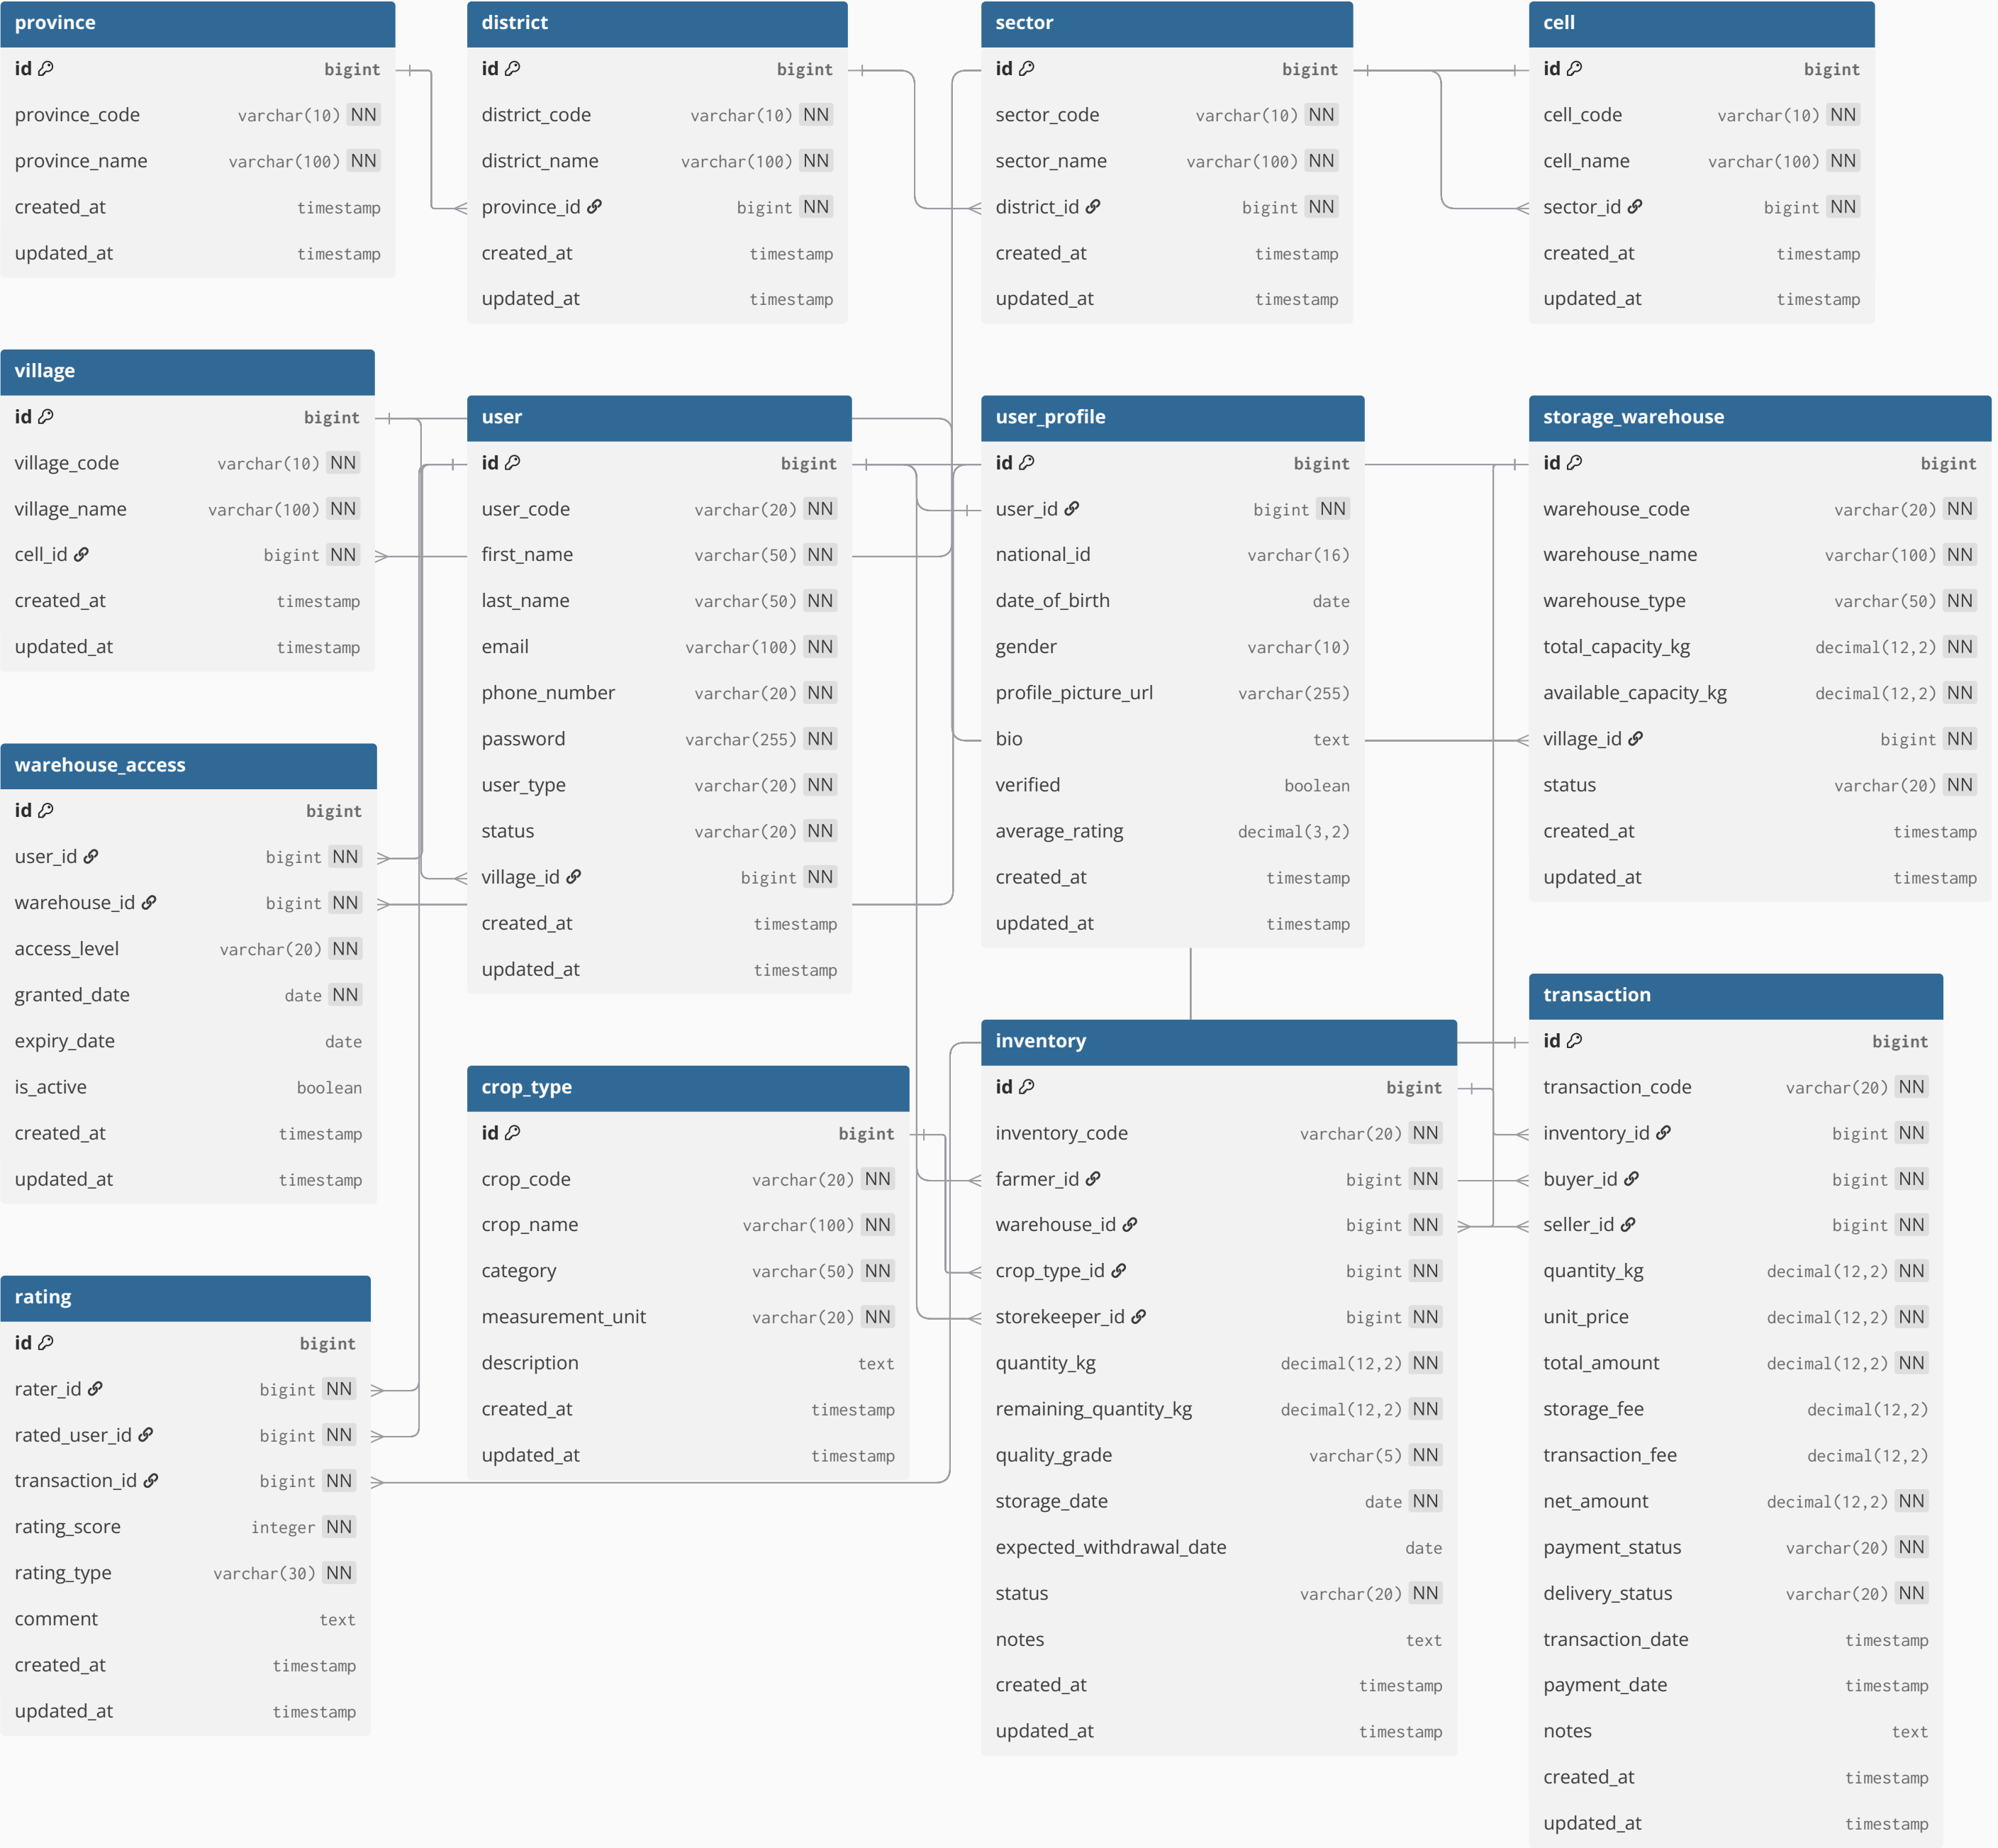 province
id bigint
province_code varchar(10) NN
province_name varchar(100) NN
created_at timestamp
updated_at timestamp
district
id bigint
district_code varchar(10) NN
district_name varchar(100) NN
province_id bigint NN
created_at timestamp
updated_at timestamp
sector
id bigint
sector_code varchar(10) NN
sector_name varchar(100) NN
district_id bigint NN
created_at timestamp
updated_at timestamp
cell
id bigint
cell_code varchar(10) NN
cell_name varchar(100) NN
sector_id bigint NN
created_at timestamp
updated_at timestamp
village
id bigint
village_code varchar(10) NN
village_name varchar(100) NN
cell_id bigint NN
created_at timestamp
updated_at timestamp
user
id bigint
user_code varchar(20) NN
first_name varchar(50) NN
last_name varchar(50) NN
email varchar(100) NN
phone_number varchar(20) NN
password varchar(255) NN
user_type varchar(20) NN
status varchar(20) NN
village_id bigint NN
created_at timestamp
updated_at timestamp
user_profile
id bigint
user_id bigint NN
national_id varchar(16)
date_of_birth date
gender varchar(10)
profile_picture_url varchar(255)
bio text
verified boolean
average_rating decimal(3,2)
created_at timestamp
updated_at timestamp
storage_warehouse
id bigint
warehouse_code varchar(20) NN
warehouse_name varchar(100) NN
warehouse_type varchar(50) NN
total_capacity_kg decimal(12,2) NN
available_capacity_kg decimal(12,2) NN
village_id bigint NN
status varchar(20) NN
created_at timestamp
updated_at timestamp
warehouse_access
id bigint
user_id bigint NN
warehouse_id bigint NN
access_level varchar(20) NN
granted_date date NN
expiry_date date
is_active boolean
created_at timestamp
updated_at timestamp
crop_type
id bigint
crop_code varchar(20) NN
crop_name varchar(100) NN
category varchar(50) NN
measurement_unit varchar(20) NN
description text
created_at timestamp
updated_at timestamp
inventory
id bigint
inventory_code varchar(20) NN
farmer_id bigint NN
warehouse_id bigint NN
crop_type_id bigint NN
storekeeper_id bigint NN
quantity_kg decimal(12,2) NN
remaining_quantity_kg decimal(12,2) NN
quality_grade varchar(5) NN
storage_date date NN
expected_withdrawal_date date
status varchar(20) NN
notes text
created_at timestamp
updated_at timestamp
transaction
id bigint
transaction_code varchar(20) NN
inventory_id bigint NN
buyer_id bigint NN
seller_id bigint NN
quantity_kg decimal(12,2) NN
unit_price decimal(12,2) NN
total_amount decimal(12,2) NN
storage_fee decimal(12,2)
transaction_fee decimal(12,2)
net_amount decimal(12,2) NN
payment_status varchar(20) NN
delivery_status varchar(20) NN
transaction_date timestamp
payment_date timestamp
notes text
created_at timestamp
updated_at timestamp
rating
id bigint
rater_id bigint NN
rated_user_id bigint NN
transaction_id bigint NN
rating_score integer NN
rating_type varchar(30) NN
comment text
created_at timestamp
updated_at timestamp